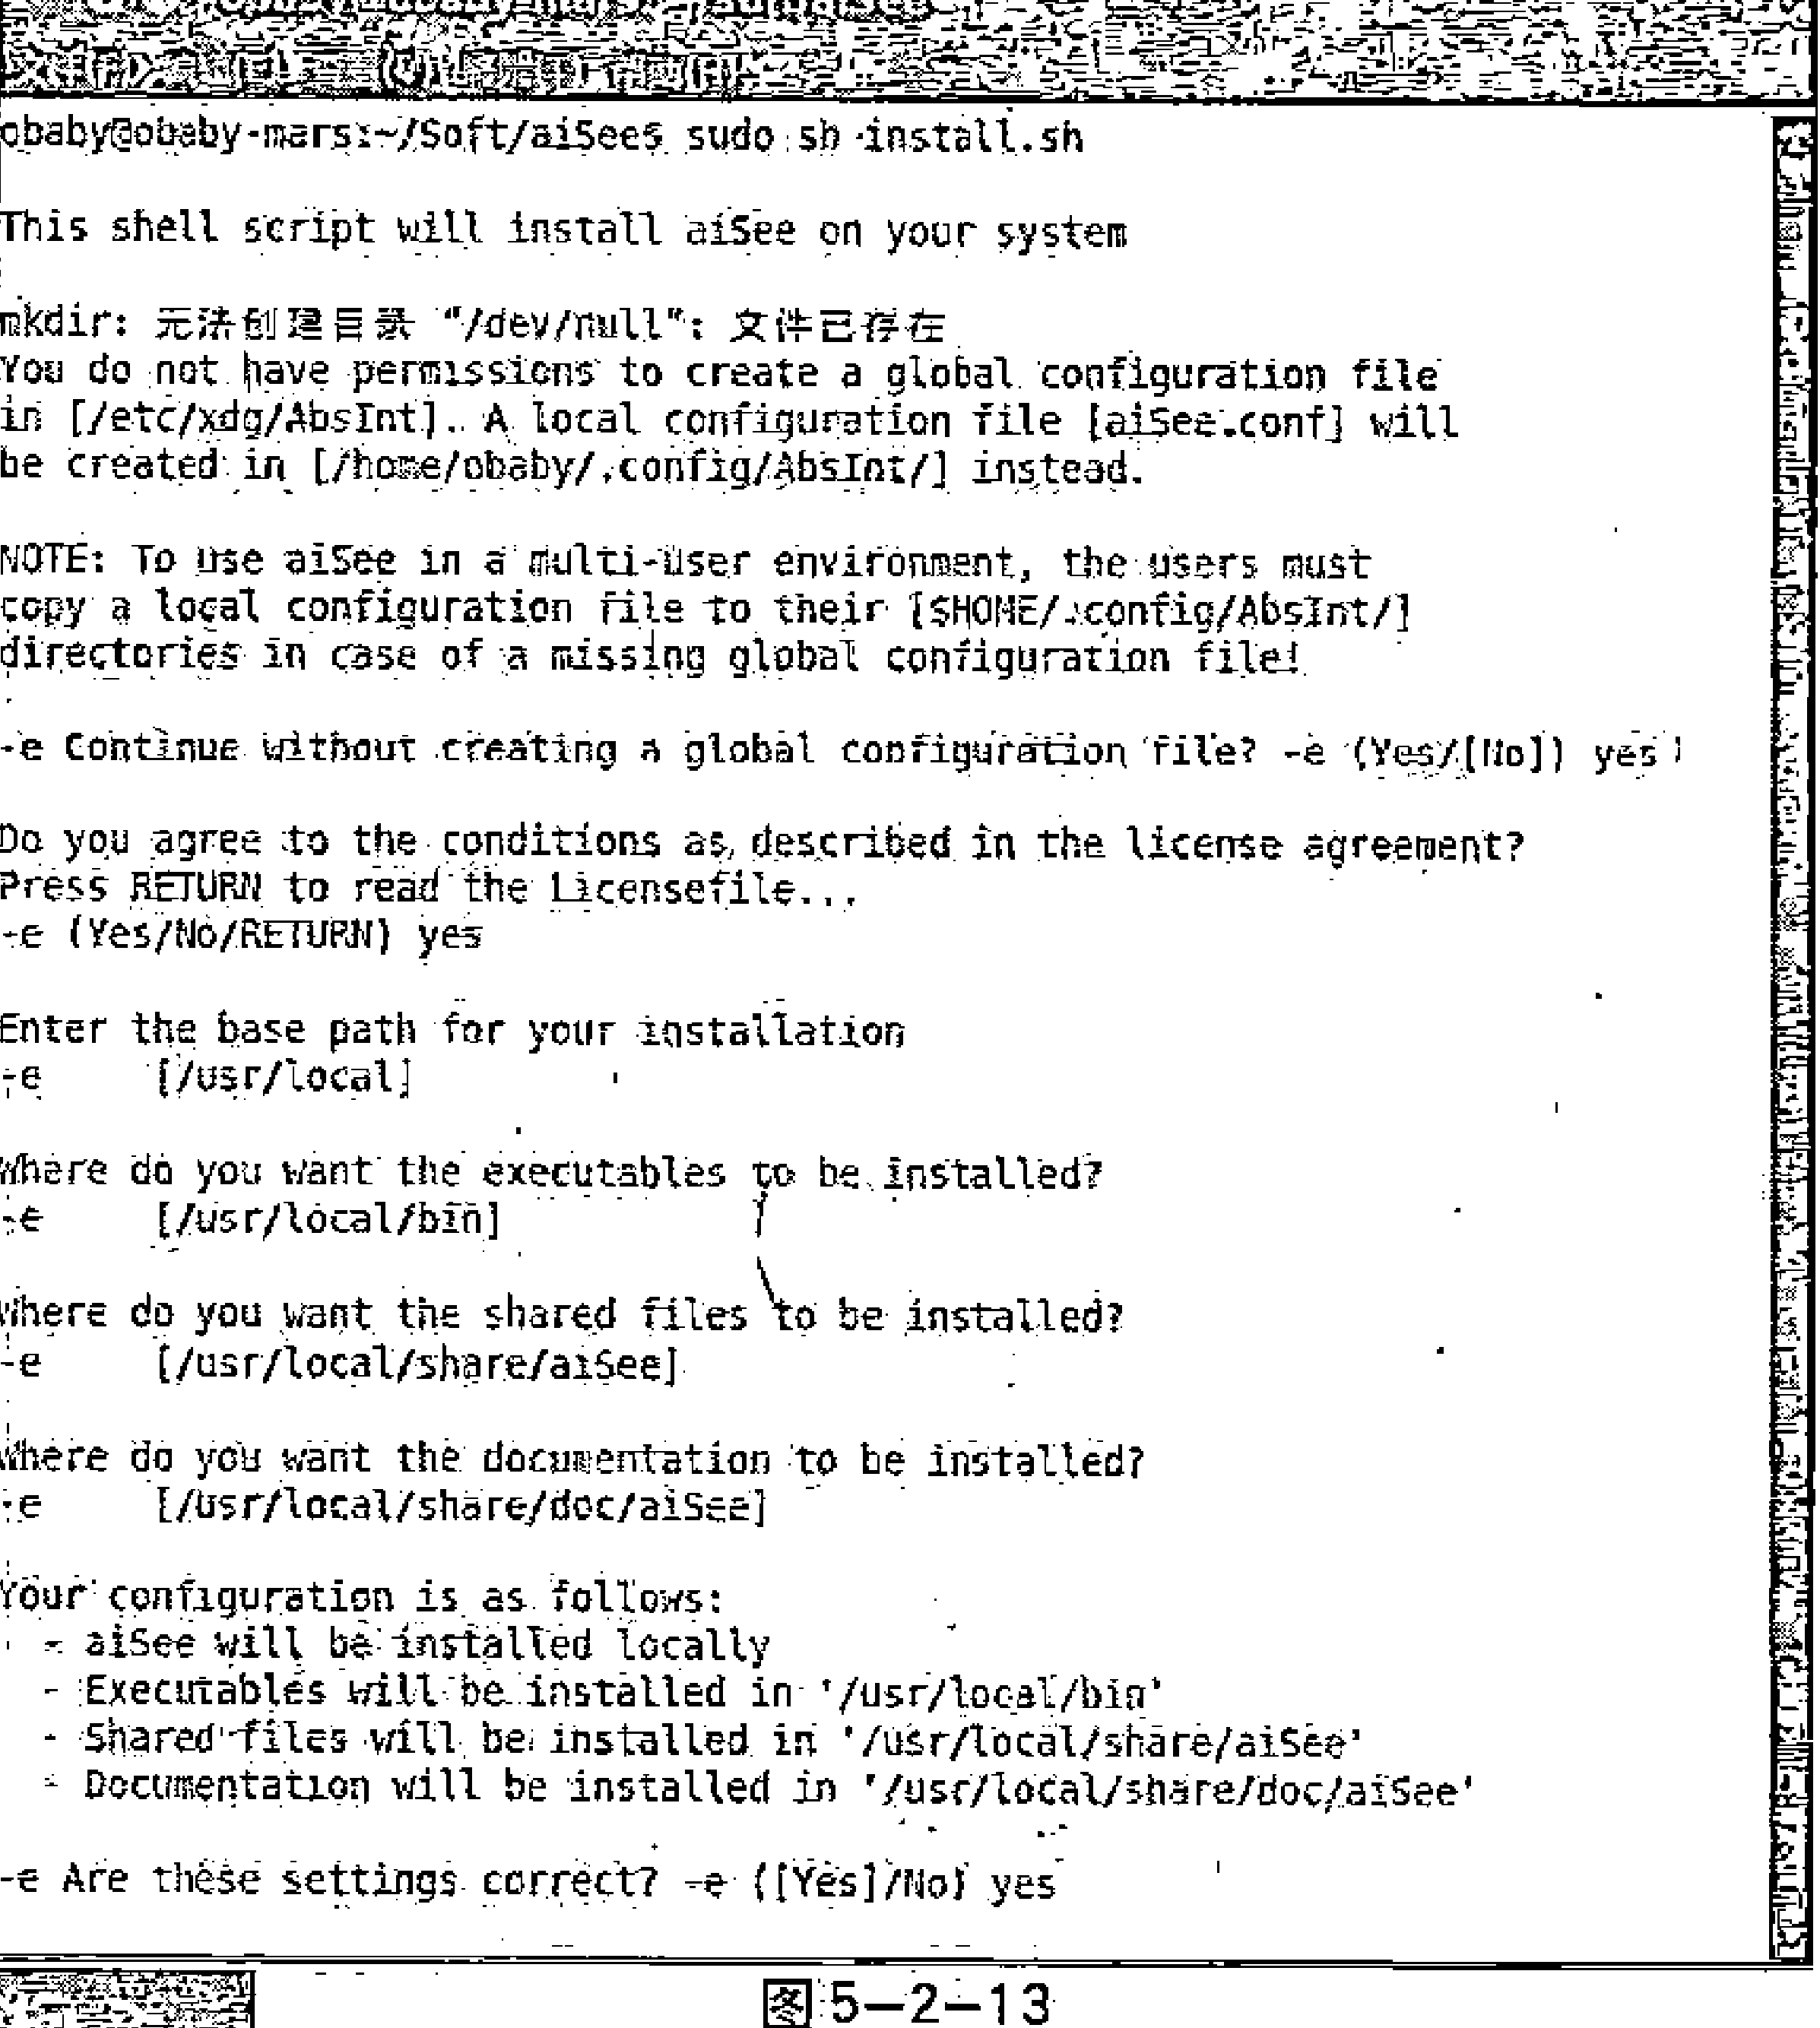 obaby@obaby-mars:~/Soft/aiSee$ sudo sh install.sh
This shell script will install aiSee on your system
mkdir: 无法创建目录 "/dev/null": 文件已存在
You do not have permissions to create a global configuration file
in [/etc/xdg/AbsInt]. A local configuration file [aiSee.conf] will
be created in [/home/obaby/.config/AbsInt/] instead.
NOTE: To use aiSee in a multi-user environment, the users must
copy a local configuration file to their [$HOME/.config/AbsInt/]
directories in case of a missing global configuration file!
-e Continue without creating a global configuration file? -e (Yes/[No]) yes
Do you agree to the conditions as described in the license agreement?
Press RETURN to read the Licensefile...
-e (Yes/No/RETURN) yes
Enter the base path for your installation
-e [/usr/local]
Where do you want the executables to be installed?
-e [/usr/local/bin]
Where do you want the shared files to be installed?
-e [/usr/local/share/aiSee]
Where do you want the documentation to be installed?
-e [/usr/local/share/doc/aiSee]
Your configuration is as follows:
- aiSee will be installed locally
- Executables will be installed in '/usr/local/bin'
- Shared files will be installed in '/usr/local/share/aiSee'
- Documentation will be installed in '/usr/local/share/doc/aiSee'
-e Are these settings correct? -e ([Yes]/No) yes
图5-2-13